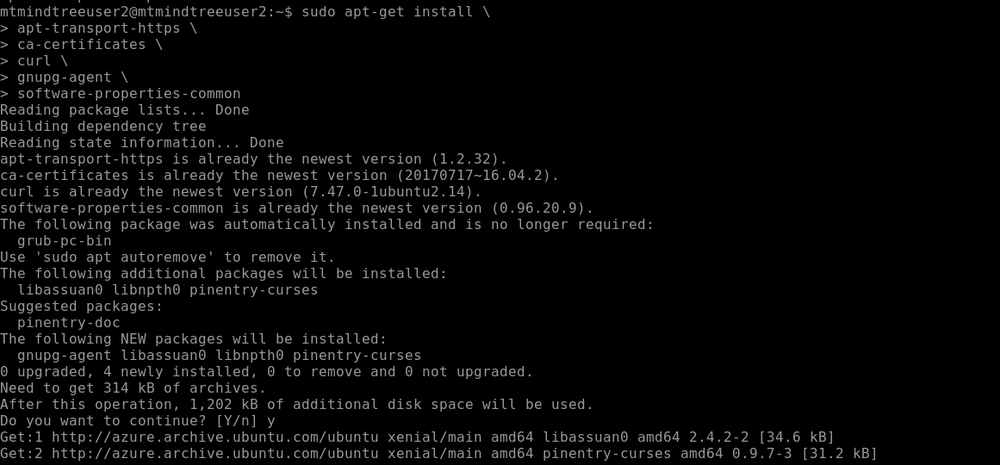 mtmindtreeuser2@mtmindtreeuser2:~$ sudo apt-get install \
> apt-transport-https \
> ca-certificates \
> curl \
> gnupg-agent \
> software-properties-common
Reading package lists... Done
Building dependency tree
Reading state information... Done
apt-transport-https is already the newest version (1.2.32).
ca-certificates is already the newest version (20170717~16.04.2).
curl is already the newest version (7.47.0-1ubuntu2.14).
software-properties-common is already the newest version (0.96.20.9).
The following package was automatically installed and is no longer required:
  grub-pc-bin
Use 'sudo apt autoremove' to remove it.
The following additional packages will be installed:
  libassuan0 libnpth0 pinentry-curses
Suggested packages:
  pinentry-doc
The following NEW packages will be installed:
  gnupg-agent libassuan0 libnpth0 pinentry-curses
0 upgraded, 4 newly installed, 0 to remove and 0 not upgraded.
Need to get 314 kB of archives.
After this operation, 1,202 kB of additional disk space will be used.
Do you want to continue? [Y/n] y
Get:1 http://azure.archive.ubuntu.com/ubuntu xenial/main amd64 libassuan0 amd64 2.4.2-2 [34.6 kB]
Get:2 http://azure.archive.ubuntu.com/ubuntu xenial/main amd64 pinentry-curses amd64 0.9.7-3 [31.2 kB]